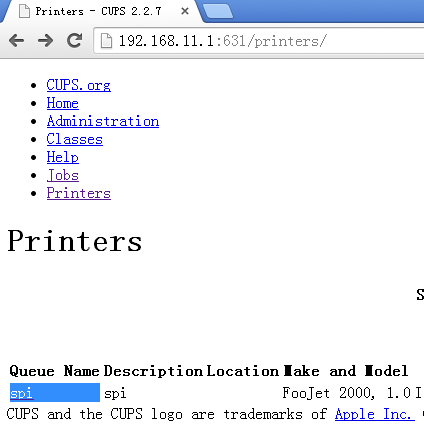 Printers - CUPS 2.2.7
192.168.11.1:631/printers/
CUPS.org
Home
Administration
Classes
Help
Jobs
Printers
Printers
S
Queue Name Description Location Make and Model
spi spi FooJet 2000, 1.0 I
CUPS and the CUPS logo are trademarks of Apple Inc.